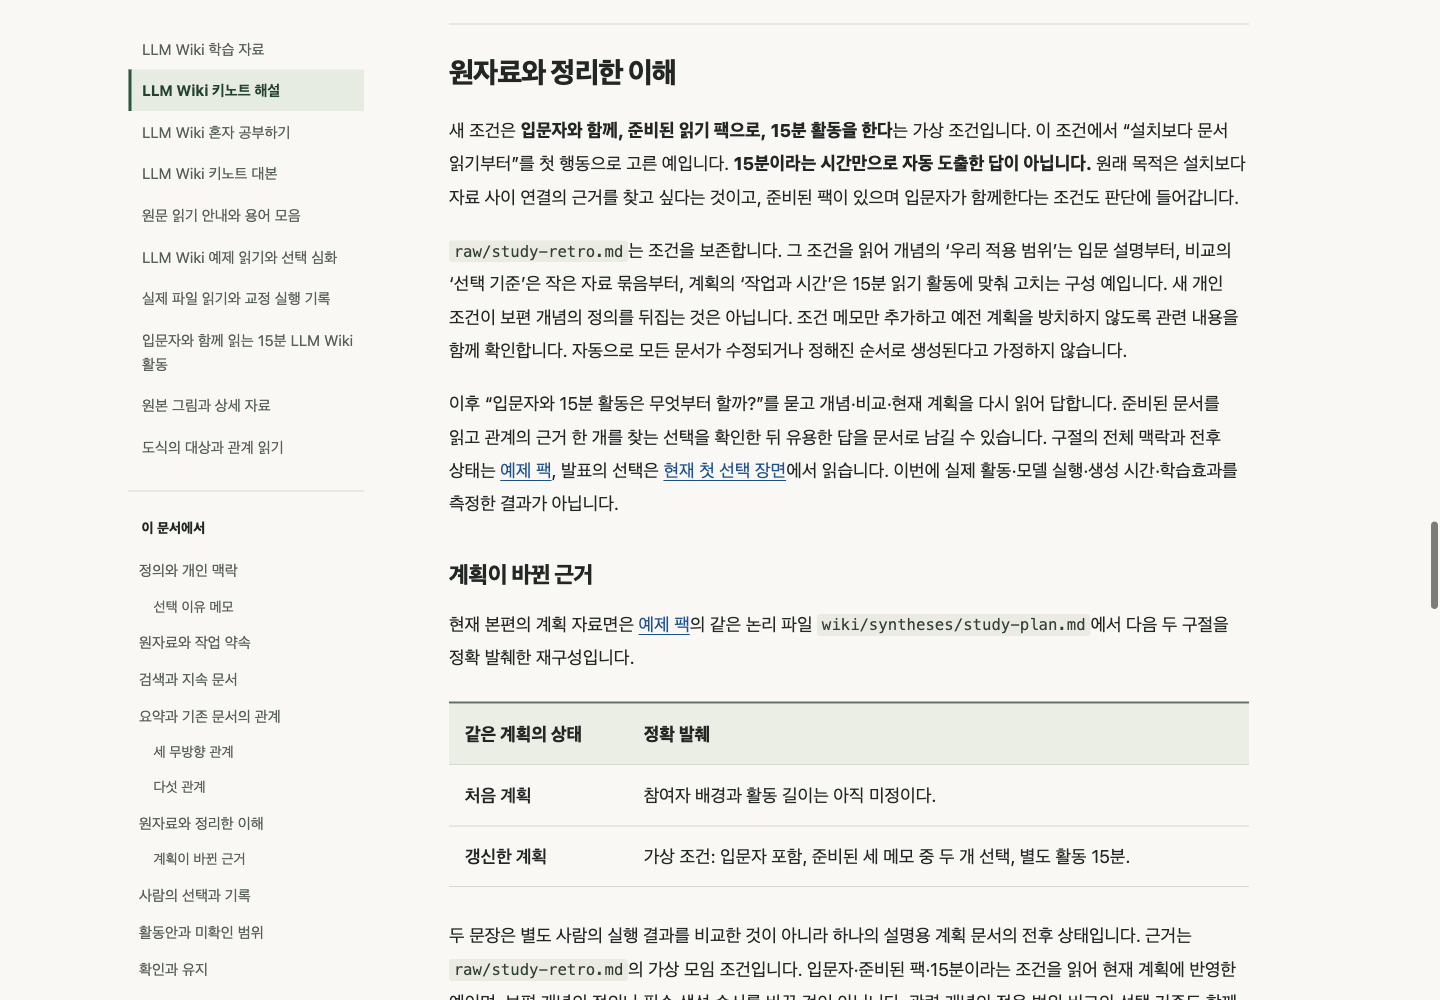 LLM Wiki 학습 자료
LLM Wiki 키노트 해설
LLM Wiki 혼자 공부하기
LLM Wiki 키노트 대본
원문 읽기 안내와 용어 모음
LLM Wiki 예제 읽기와 선택 심화
실제 파일 읽기와 교정 실행 기록
입문자와 함께 읽는 15분 LLM Wiki
활동
원본 그림과 상세 자료
도식의 대상과 관계 읽기
이 문서에서
정의와 개인 맥락
선택 이유 메모
원자료와 작업 약속
검색과 지속 문서
요약과 기존 문서의 관계
세 무방향 관계
다섯 관계
원자료와 정리한 이해
계획이 바뀐 근거
사람의 선택과 기록
활동안과 미확인 범위
확인과 유지
원자료와 정리한 이해
새 조건은 입문자와 함께, 준비된 읽기 팩으로, 15분 활동을 한다는 가상 조건입니다. 이 조건에서 “설치보다 문서
읽기부터”를 첫 행동으로 고른 예입니다. 15분이라는 시간만으로 자동 도출한 답이 아닙니다. 원래 목적은 설치보다
자료 사이 연결의 근거를 찾고 싶다는 것이고, 준비된 팩이 있으며 입문자가 함께한다는 조건도 판단에 들어갑니다.
raw/study-retro.md는 조건을 보존합니다. 그 조건을 읽어 개념의 ‘우리 적용 범위’는 입문 설명부터, 비교의
‘선택 기준’은 작은 자료 묶음부터, 계획의 ‘작업과 시간’은 15분 읽기 활동에 맞춰 고치는 구성 예입니다. 새 개인
조건이 보편 개념의 정의를 뒤집는 것은 아닙니다. 조건 메모만 추가하고 예전 계획을 방치하지 않도록 관련 내용을
함께 확인합니다. 자동으로 모든 문서가 수정되거나 정해진 순서로 생성된다고 가정하지 않습니다.
이후 “입문자와 15분 활동은 무엇부터 할까?”를 묻고 개념·비교·현재 계획을 다시 읽어 답합니다. 준비된 문서를
읽고 관계의 근거 한 개를 찾는 선택을 확인한 뒤 유용한 답을 문서로 남길 수 있습니다. 구절의 전체 맥락과 전후
상태는 예제 팩, 발표의 선택은 현재 첫 선택 장면에서 읽습니다. 이번에 실제 활동·모델 실행·생성 시간·학습효과를
측정한 결과가 아닙니다.
계획이 바뀐 근거
현재 본편의 계획 자료면은 예제 팩의 같은 논리 파일 wiki/syntheses/study-plan.md에서 다음 두 구절을
정확 발췌한 재구성입니다.
같은 계획의 상태 정확 발췌
처음 계획 참여자 배경과 활동 길이는 아직 미정이다.
갱신한 계획 가상 조건: 입문자 포함, 준비된 세 메모 중 두 개 선택, 별도 활동 15분.
두 문장은 별도 사람의 실행 결과를 비교한 것이 아니라 하나의 설명용 계획 문서의 전후 상태입니다. 근거는
raw/study-retro.md의 가상 모임 조건입니다. 입문자·준비된 팩·15분이라는 조건을 읽어 현재 계획에 반영한